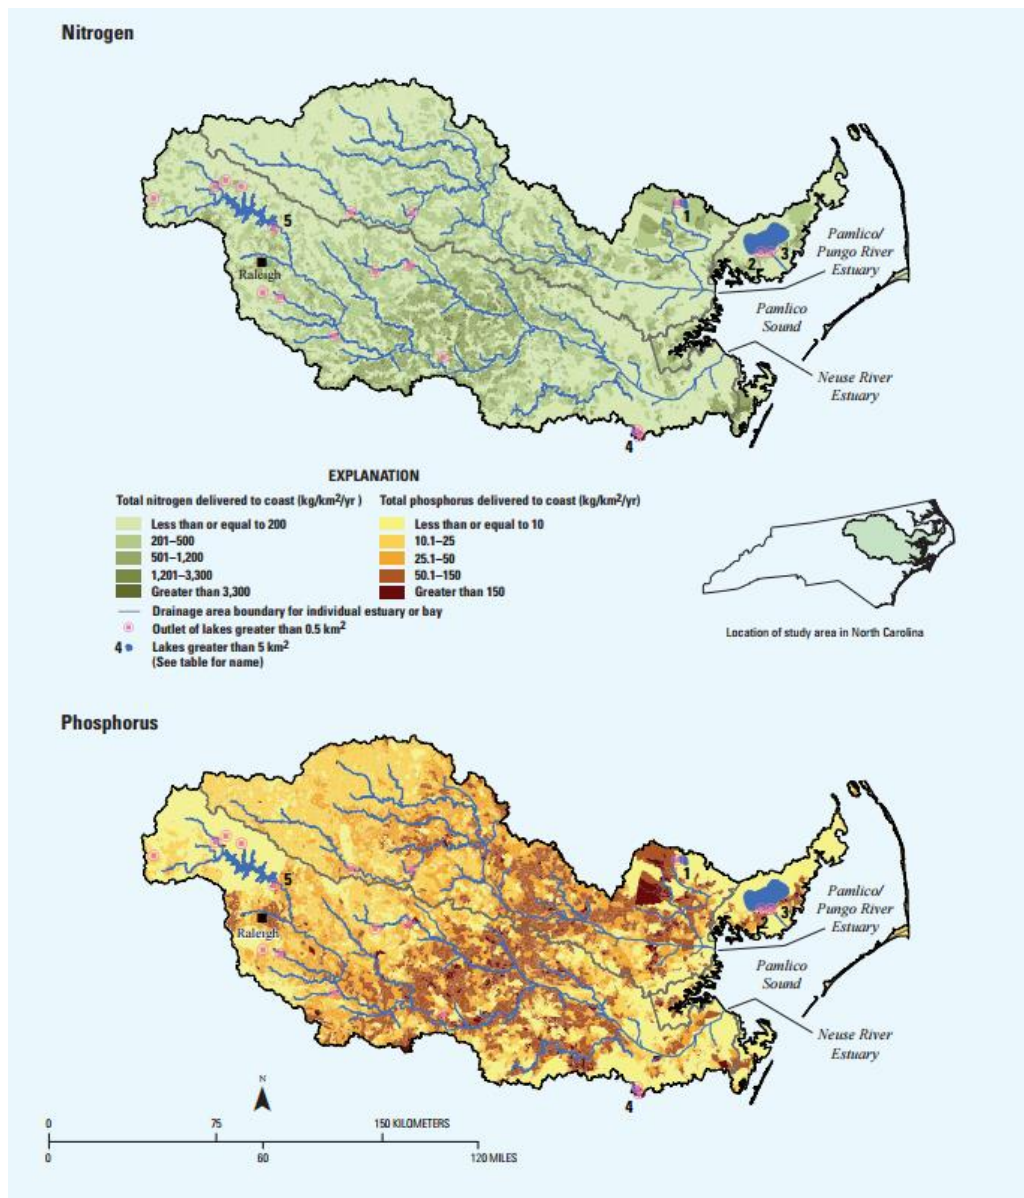 Nitrogen
5
Raleigh
1
2
3
4
Pamlico/
Pungo River
Estuary
Pamlico
Sound
Neuse River
Estuary
EXPLANATION
Total nitrogen delivered to coast (kg/km2/yr )
Less than or equal to 200
201–500
501–1,200
1,201–3,300
Greater than 3,300
Total phosphorus delivered to coast (kg/km2/yr)
Less than or equal to 10
10.1–25
25.1–50
50.1–150
Greater than 150
Drainage area boundary for individual estuary or bay
Outlet of lakes greater than 0.5 km2
4 Lakes greater than 5 km2
(See table for name)
Location of study area in North Carolina
Phosphorus
5
Raleigh
1
2
3
4
Pamlico/
Pungo River
Estuary
Pamlico
Sound
Neuse River
Estuary
N
0 75 150 KILOMETERS
0 60 120 MILES